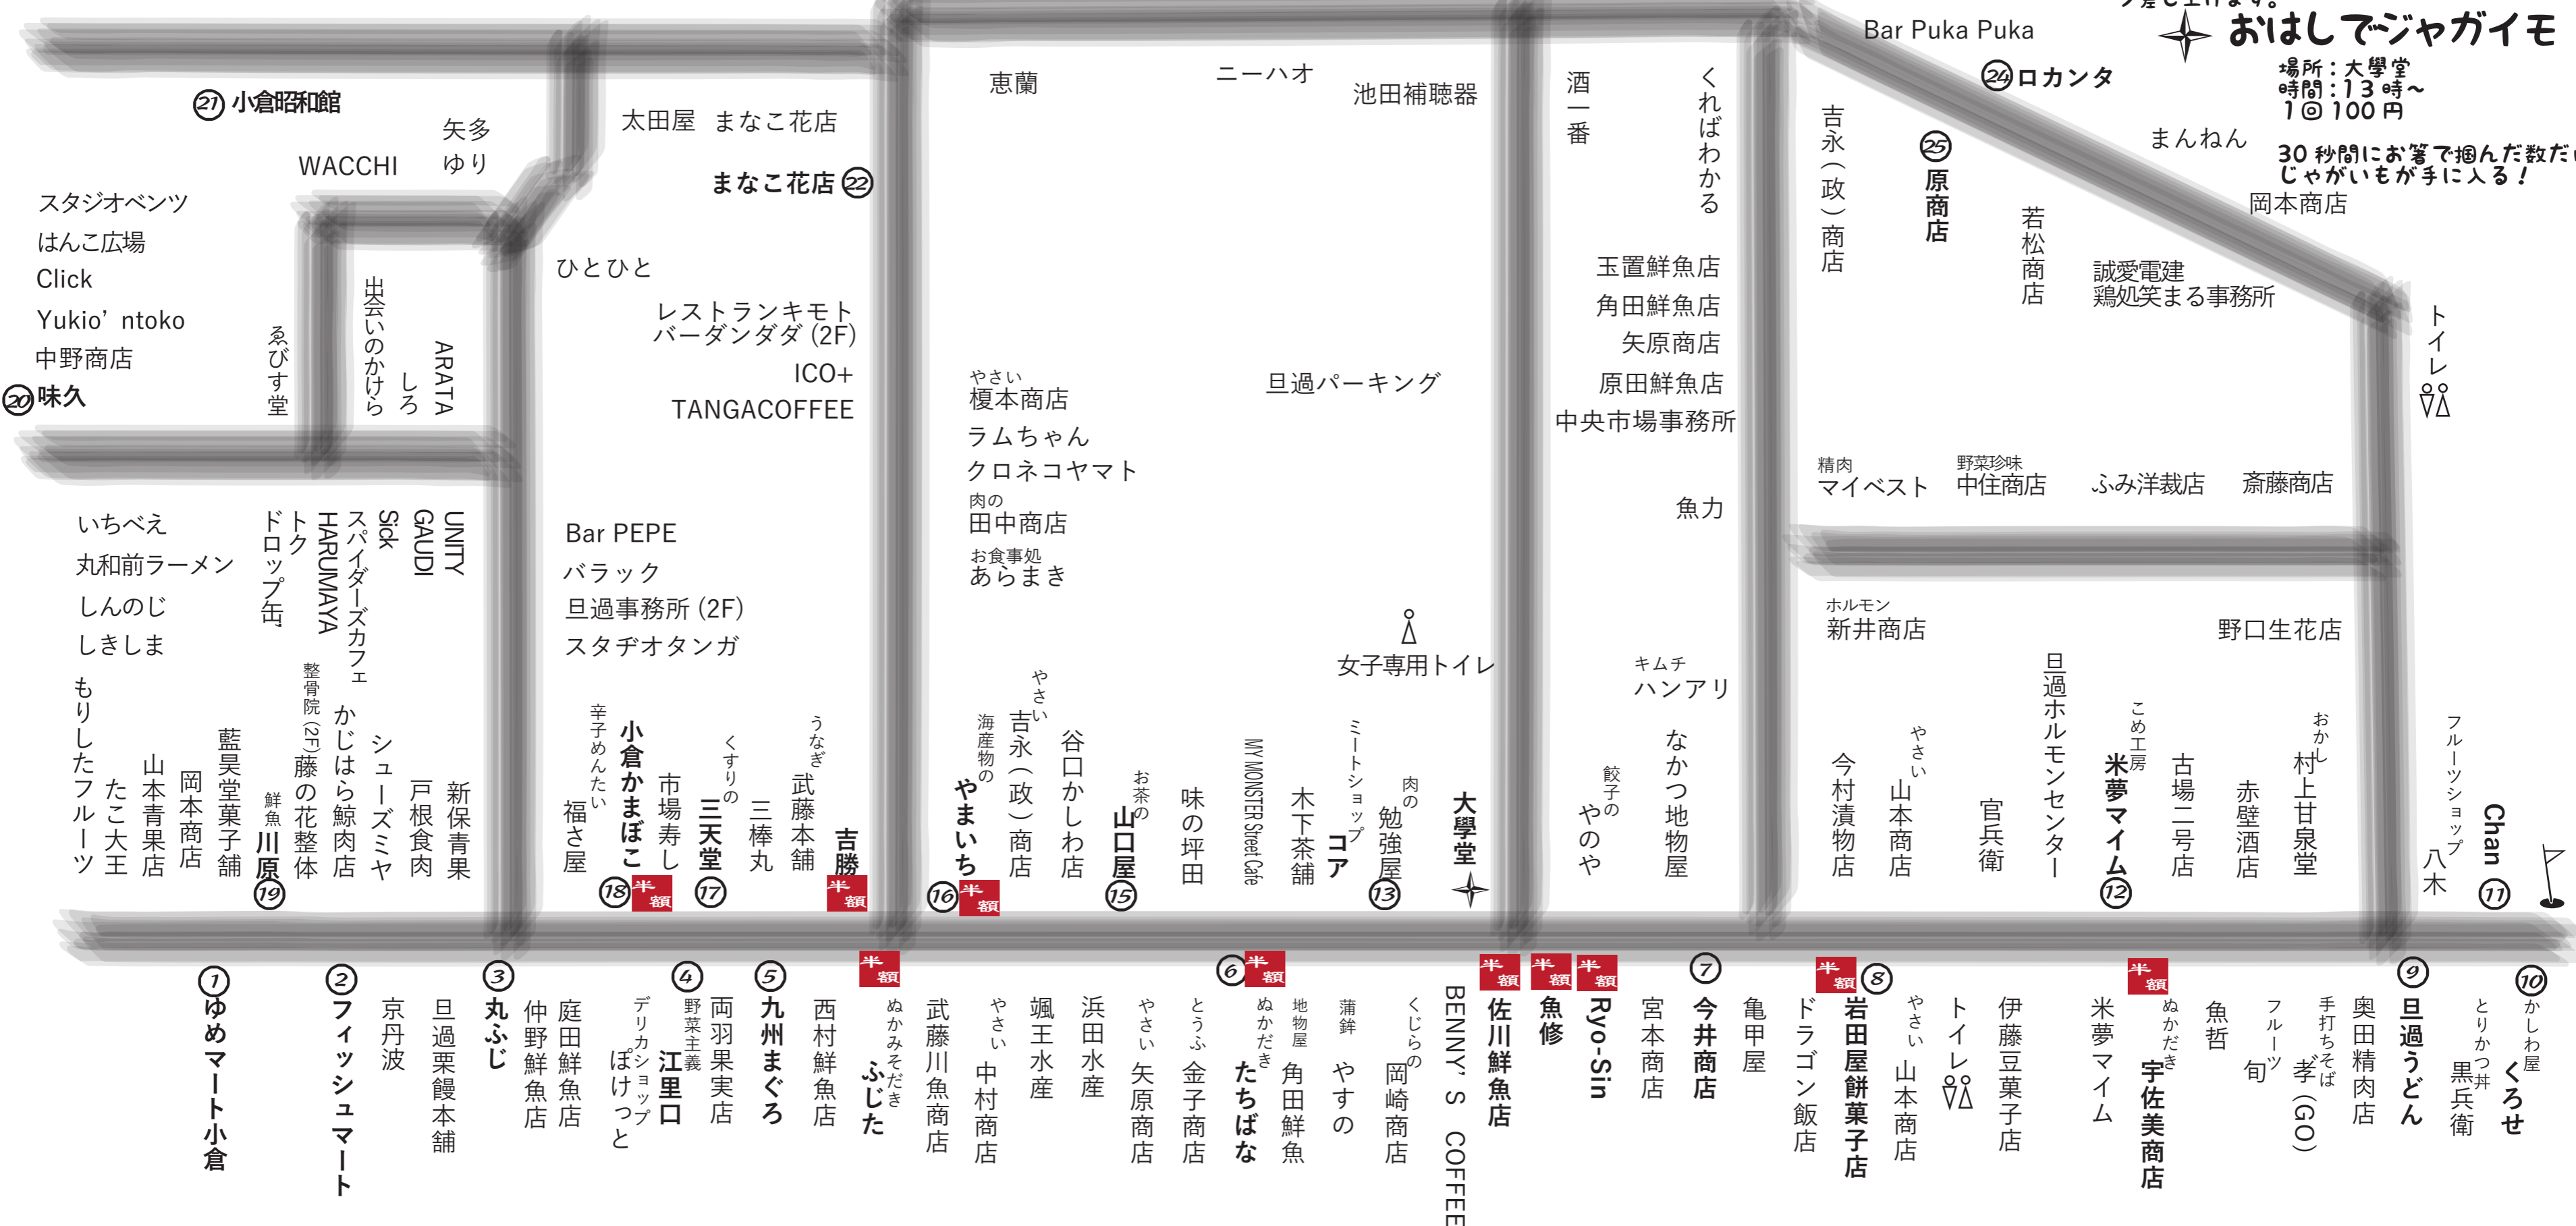 つ差し上げます。
おはしでジャガイモ
場所：大學堂
時間：13時～
1回100円
30秒間にお箸で掴んだ数だけ
じゃがいもが手に入る！
Bar Puka Puka
㉔ロカンタ
まんねん
岡本商店
㉑小倉昭和館
WACCHI
矢多
ゆり
太田屋
まなこ花店
まなこ花店㉒
恵蘭
ニーハオ
池田補聴器
酒一番
くればわかる
吉永（政）商店
㉕原商店
若松商店
誠愛電建
鶏処笑まる事務所
トイレ
スタジオベンツ
はんこ広場
Click
Yukio’ntoko
中野商店
⑳味久
ゑびす堂
出会いのかけら
しろ
ARATA
ひとひと
レストランキモト
バーダンダダ (2F)
ICO+
TANGACOFFEE
やさい
榎本商店
ラムちゃん
クロネコヤマト
肉の
田中商店
お食事処
あらまき
旦過パーキング
玉置鮮魚店
角田鮮魚店
矢原商店
原田鮮魚店
中央市場事務所
魚力
精肉
マイベスト
野菜珍味
中住商店
ふみ洋裁店
斎藤商店
いちべえ
丸和前ラーメン
しんのじ
しきしま
ドロップ缶
トク
HARUMAYA
スパイダーズカフェ
Sick
GAUDI
UNITY
Bar PEPE
バラック
旦過事務所 (2F)
スタヂオタンガ
女子専用トイレ
キムチ
ハンアリ
ホルモン
新井商店
野口生花店
もりしたフルーツ
たこ大王
山本青果店
岡本商店
藍昊堂菓子舗
鮮魚
川原
⑲
整骨院 (2F)
藤の花整体
かじはら鯨肉店
シューズミヤ
戸根食肉
新保青果
福さ屋
辛子めんたい
小倉かまぼこ
⑱
半額
市場寿し
くすりの
三天堂
⑰
三棒丸
うなぎ
武藤本舗
吉勝
半額
海産物の
やまいち
⑯
半額
やさい
吉永（政）商店
谷口かしわ店
お茶の
山口屋
⑮
味の坪田
MY MONSTER Street Cafe
木下茶舗
ミートショップ
コア
肉の
勉強屋
⑬
大學堂
餃子の
やのや
なかつ地物屋
今村漬物店
やさい
山本商店
官兵衛
旦過ホルモンセンター
こめ工房
米夢マイム
⑫
古場二号店
赤壁酒店
おかし
村上甘泉堂
フルーツショップ
八木
Chan
⑪
①
ゆめマート小倉
②
フィッシュマート
京丹波
旦過栗饅本舗
③
丸ふじ
仲野鮮魚店
庭田鮮魚店
デリカショップ
ぽけっと
④
野菜主義
江里口
両羽果実店
⑤
九州まぐろ
西村鮮魚店
半額
ぬかみそだき
ふじた
武藤川魚商店
やさい
中村商店
颯王水産
浜田水産
やさい
矢原商店
とうふ
金子商店
⑥
半額
ぬかだき
たちばな
地物屋
角田鮮魚
蒲鉾
やすの
くじらの
岡崎商店
BENNY’S COFFEE
半額
佐川鮮魚店
半額
魚修
半額
Ryo-Sin
宮本商店
⑦
今井商店
亀甲屋
ドラゴン飯店
半額
⑧
岩田屋餅菓子店
やさい
山本商店
トイレ
伊藤豆菓子店
米夢マイム
半額
ぬかだき
宇佐美商店
魚哲
フルーツ
旬
手打ちそば
孝(GO)
奥田精肉店
⑨
旦過うどん
とりかつ丼
黒兵衛
⑩
かしわ屋
くろせ